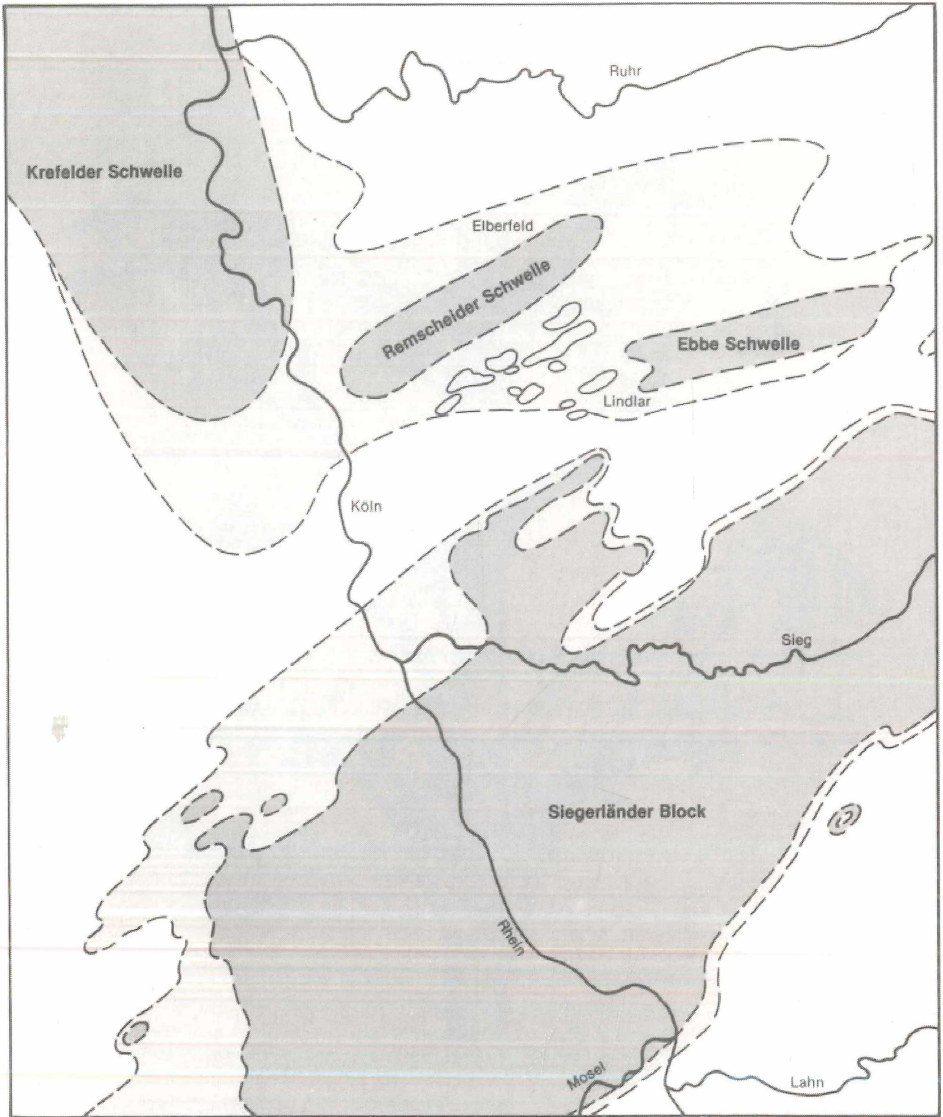 Ruhr
Krefelder Schwelle
Elberfeld
Remscheider Schwelle
Ebbe Schwelle
Lindlar
Köln
Sieg
Siegerländer Block
Rhein
Mosel
Lahn